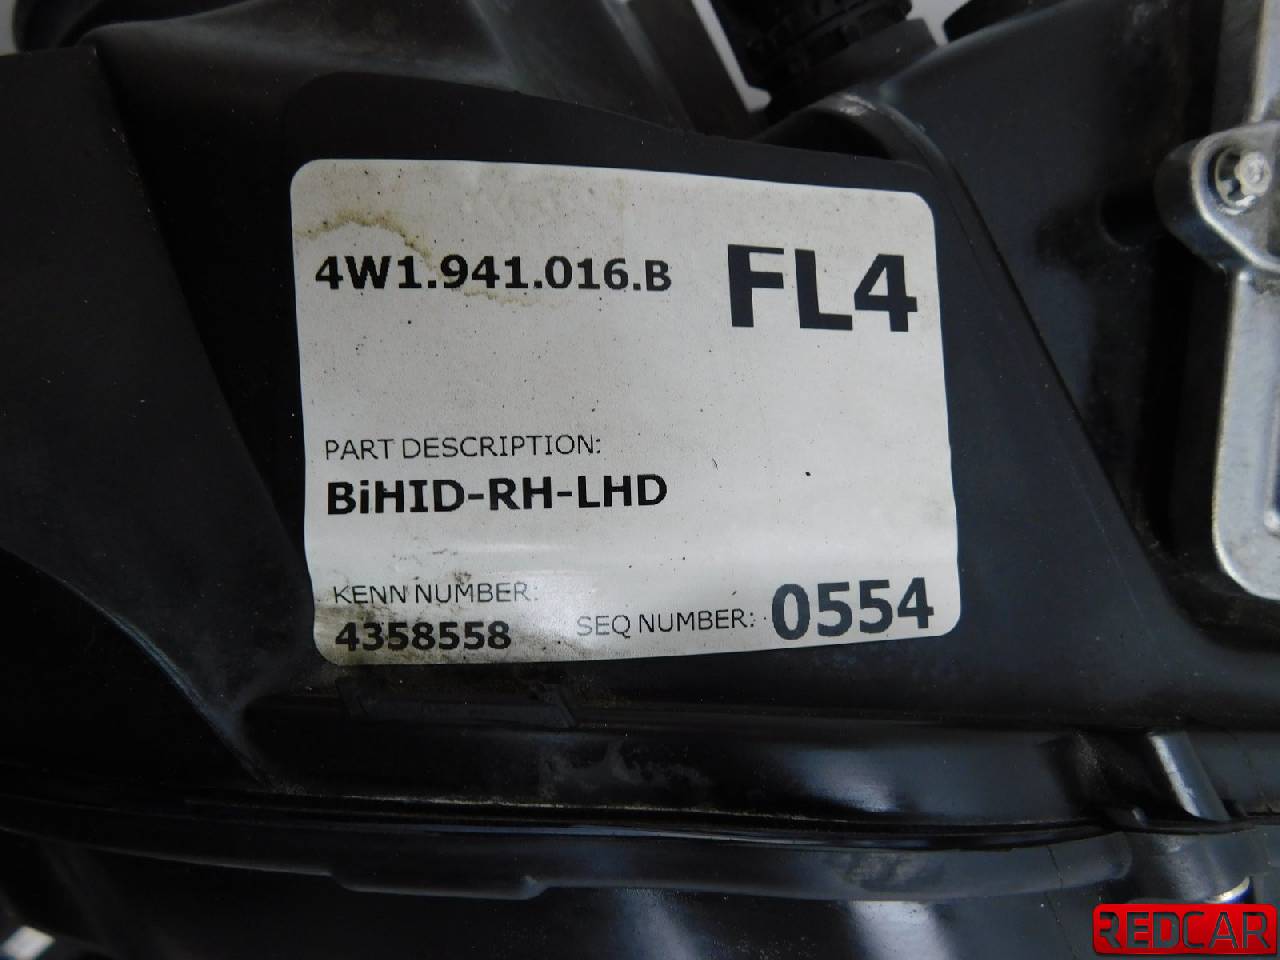 4W1.941.016.B
FL4
PART DESCRIPTION:
BiHID-RH-LHD
KENN NUMBER:
4358558
SEQ NUMBER:
0554
REDCAR